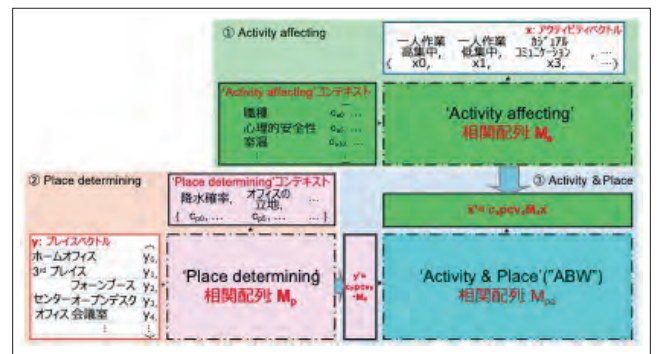 ① Activity affecting
x: アクティビティベクトル
一人作業 一人作業 カジュアル
高集中, 低集中, コミュニケーション , …
( x0, x1, x3, …)
'Activity affecting'コンテキスト
職種
心理的安全性
室温
'Activity affecting'
相関配列 Ma
② Place determining
'Place determining'コンテキスト
降水確率, オフィスの立地, …
{ cp0, … cp5, … … }
③ Activity &Place
y: プレイスベクトル
ホームオフィス y0,
3rd プレイス y1,
フォーンブース y2,
センターオープンデスク y3,
オフィス会議室 y4,
'Place determining'
相関配列 Mp
'Activity & Place'("ABW")
相関配列 Mpa